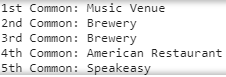 1st Common: Music Venue
2nd Common: Brewery
3rd Common: Brewery
4th Common: American Restaurant
5th Common: Speakeasy